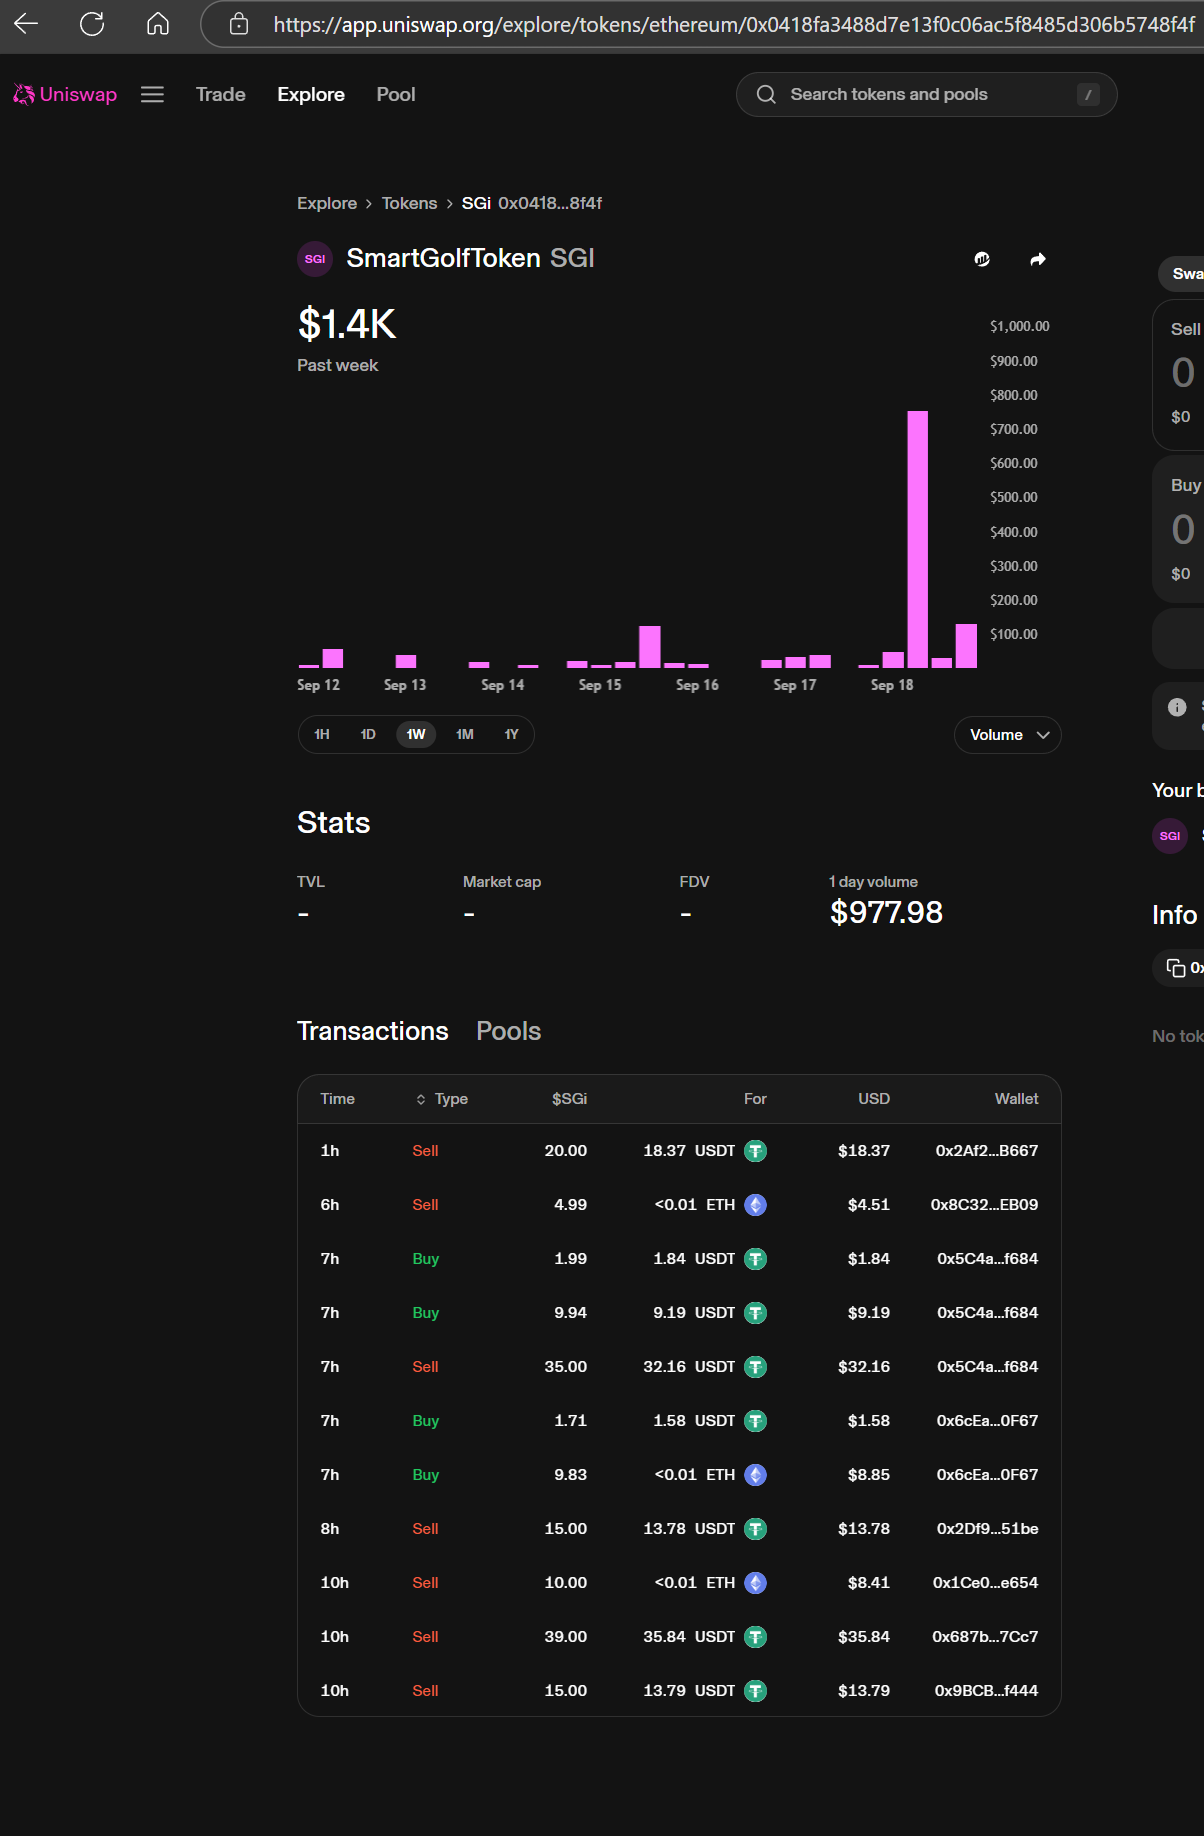 https://app.uniswap.org/explore/tokens/ethereum/0x0418fa3488d7e13f0c06ac5f8485d306b5748f4f
Uniswap Trade Explore Pool Search tokens and pools /
Explore > Tokens > SGi 0x0418...8f4f
SGI SmartGolfToken SGI
$1.4K
Past week
$1,000.00
$900.00
$800.00
$700.00
$600.00
$500.00
$400.00
$300.00
$200.00
$100.00
Sep 12 Sep 13 Sep 14 Sep 15 Sep 16 Sep 17 Sep 18
1H 1D 1W 1M 1Y Volume
Stats
TVL Market cap FDV 1 day volume
- - - $977.98
Transactions Pools
Time Type $SGi For USD Wallet
1h Sell 20.00 18.37 USDT $18.37 0x2Af2...B667
6h Sell 4.99 <0.01 ETH $4.51 0x8C32...EB09
7h Buy 1.99 1.84 USDT $1.84 0x5C4a...f684
7h Buy 9.94 9.19 USDT $9.19 0x5C4a...f684
7h Sell 35.00 32.16 USDT $32.16 0x5C4a...f684
7h Buy 1.71 1.58 USDT $1.58 0x6cEa...0F67
7h Buy 9.83 <0.01 ETH $8.85 0x6cEa...0F67
8h Sell 15.00 13.78 USDT $13.78 0x2Df9...51be
10h Sell 10.00 <0.01 ETH $8.41 0x1Ce0...e654
10h Sell 39.00 35.84 USDT $35.84 0x687b...7Cc7
10h Sell 15.00 13.79 USDT $13.79 0x9BCB...f444
Swa
Sell
0
$0
Buy
0
$0
Your b
SGI
Info
0x
No tok